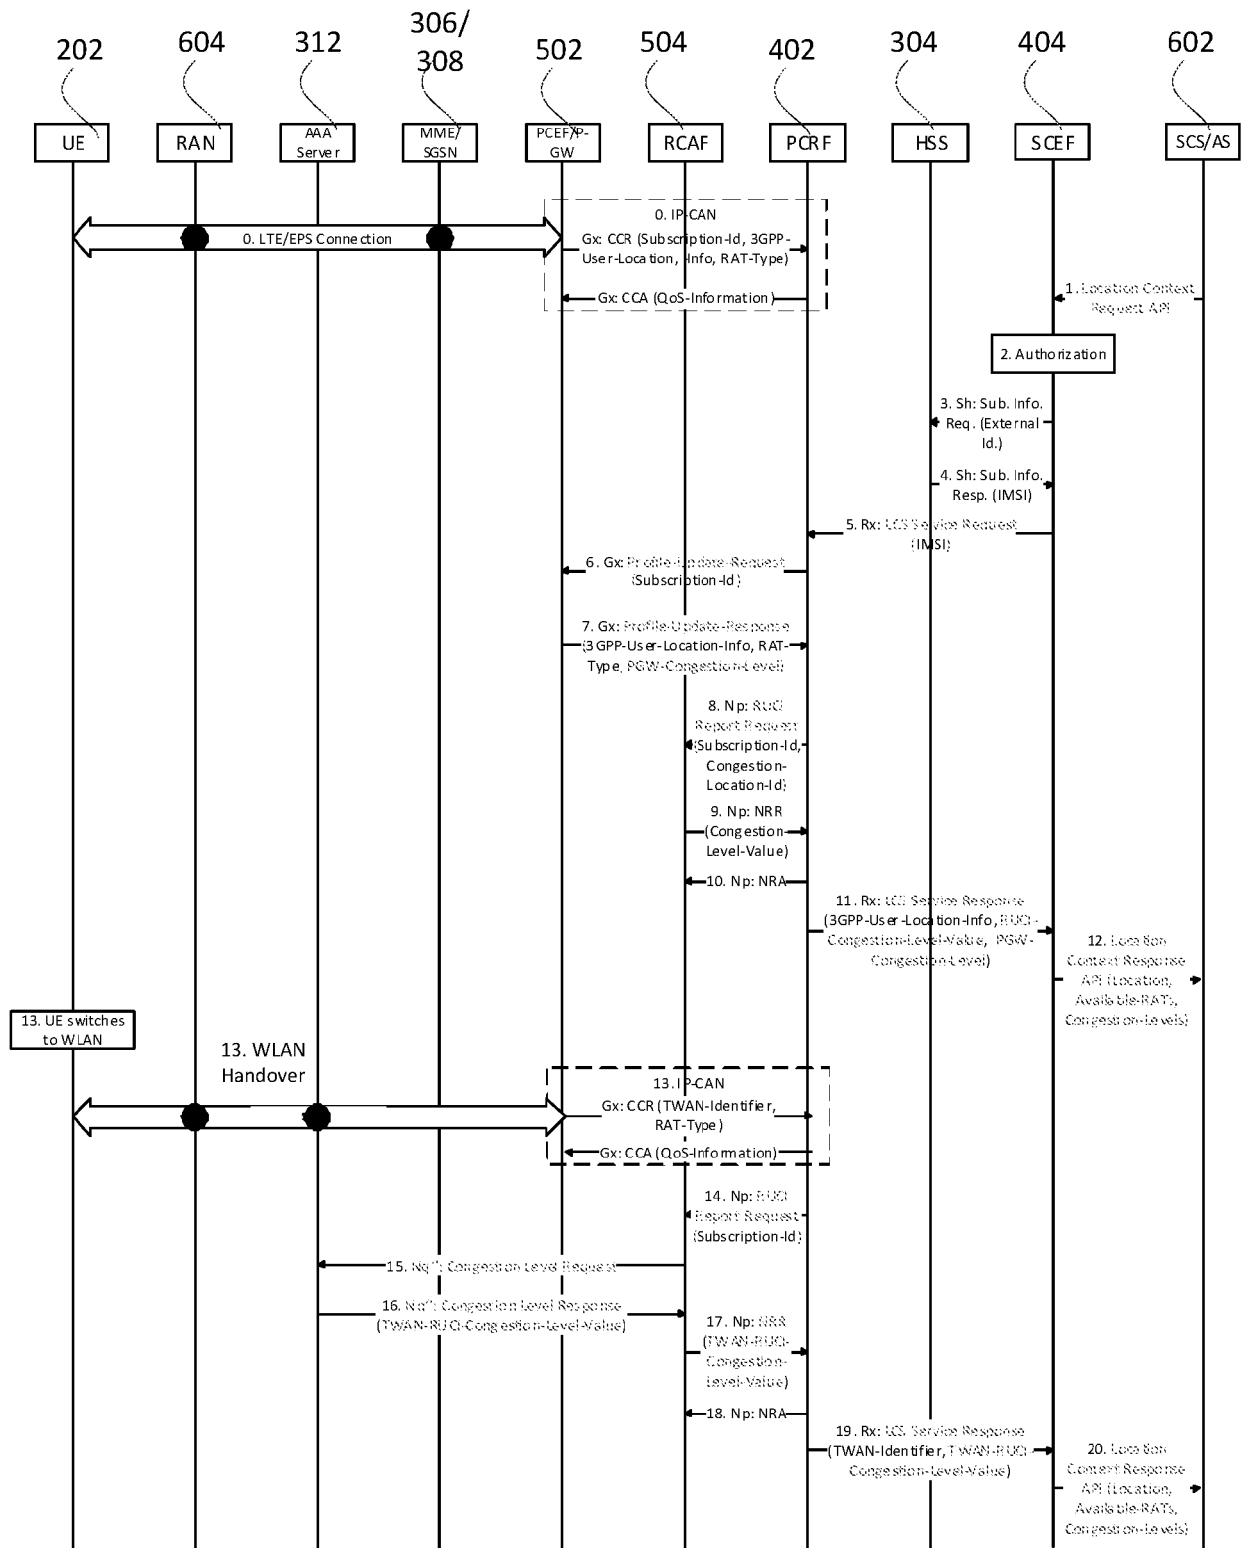 202
604
312
306/
308
502
504
402
304
404
602
UE
RAN
AAA
Server
MME/
SGSN
PCEF/P-
GW
RCAF
PCRF
HSS
SCEF
SCS/AS
0. LTE/EPS Connection
0. IP-CAN
Gx: CCR (Subscription-Id, 3GPP-
User-Location, -Info, RAT-Type)
Gx: CCA (QoS-Information)
1. Location Context
Request API
2. Authorization
3. Sh: Sub. Info.
Req. (External
Id.)
4. Sh: Sub. Info.
Resp. (IMSI)
5. Rx: LCS Service Request
(IMSI)
6. Gx: Profile-Update-Request
(Subscription-Id)
7. Gx: Profile-Update-Response
(3GPP-User-Location-Info, RAT-
Type, PGW-Congestion-Level)
8. Np: RUCI
Report Request
(Subscription-Id,
Congestion-
Location-Id)
9. Np: NRR
(Congestion-
Level-Value)
10. Np: NRA
11. Rx: LCS Service Response
(3GPP-User-Location-Info, RUCI-
Congestion-Level-Value, PGW-
Congestion-Level)
12. Location
Context Response
API (Location,
Available-RATs,
Congestion-Levels)
13. UE switches
to WLAN
13. WLAN
Handover
13. IP-CAN
Gx: CCR (TWAN-Identifier,
RAT-Type)
Gx: CCA (QoS-Information)
14. Np: RUCI
Report Request
(Subscription-Id)
15. Nq'': Congestion Level Request
16. Nq'': Congestion Level Response
(TWAN-RUCI-Congestion-Level-Value)
17. Np: NRR
(TWAN-RUCI-
Congestion-
Level-Value)
18. Np: NRA
19. Rx: LCS Service Response
(TWAN-Identifier, TWAN-RUCI-
Congestion-Level-Value)
20. Location
Context Response
API (Location,
Available-RATs,
Congestion-Levels)